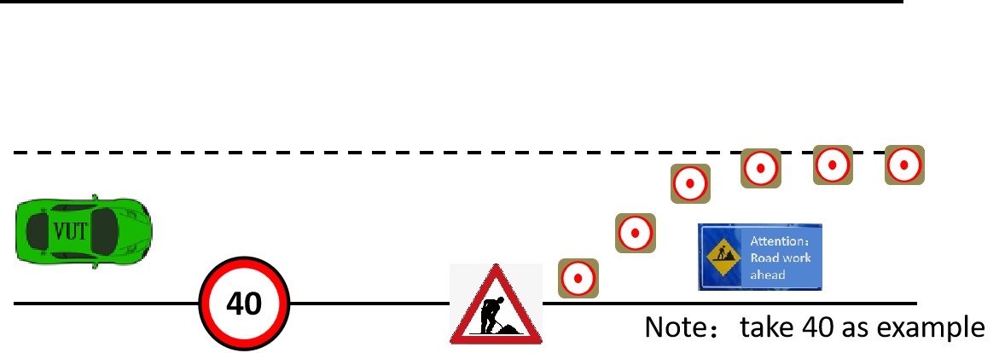 VUT
40
Attention：
Road work
ahead
Note： take 40 as example